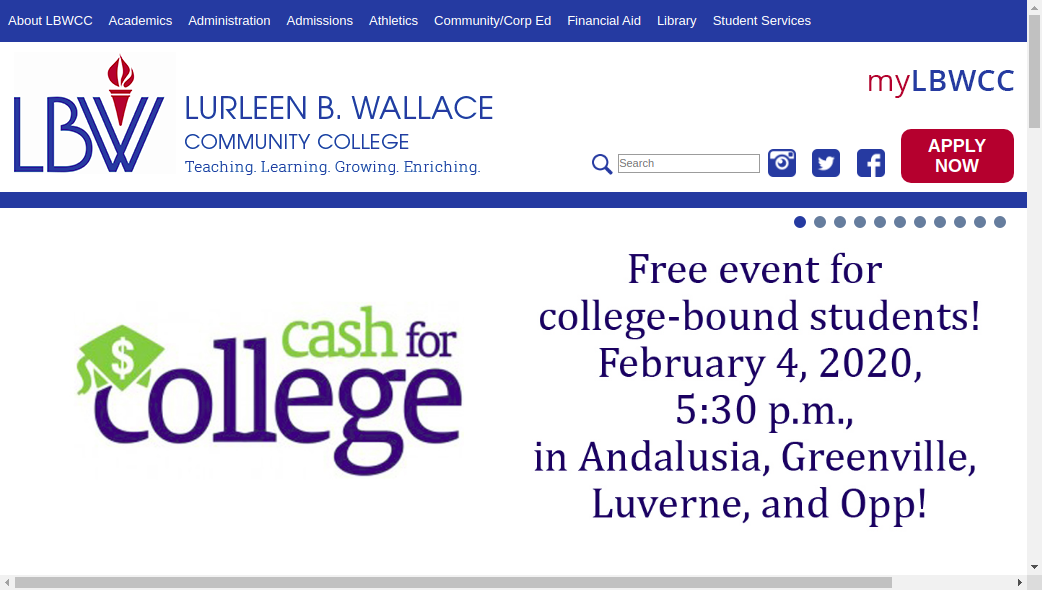 About LBWCC Academics Administration Admissions Athletics Community/Corp Ed Financial Aid Library Student Services
LBW
LURLEEN B. WALLACE
COMMUNITY COLLEGE
Teaching. Learning. Growing. Enriching.
myLBWCC
Search
APPLY
NOW
cash for
college
$
Free event for
college-bound students!
February 4, 2020,
5:30 p.m.,
in Andalusia, Greenville,
Luverne, and Opp!